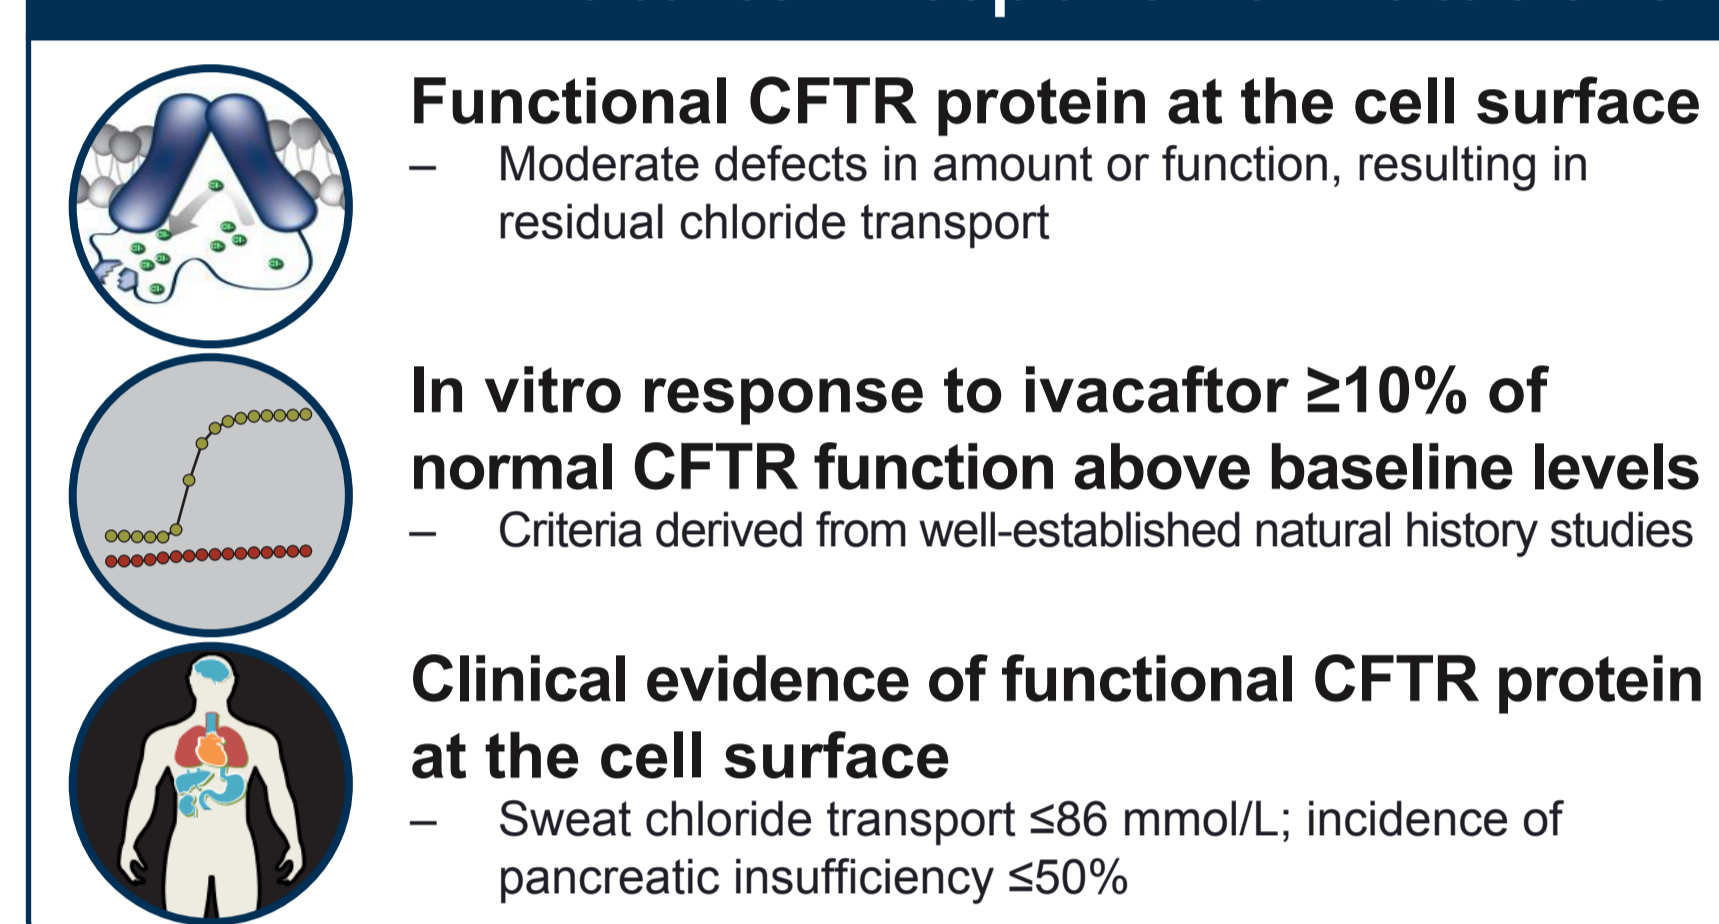 Functional CFTR protein at the cell surface
– Moderate defects in amount or function, resulting in
residual chloride transport
In vitro response to ivacaftor ≥10% of
normal CFTR function above baseline levels
– Criteria derived from well-established natural history studies
Clinical evidence of functional CFTR protein
at the cell surface
– Sweat chloride transport ≤86 mmol/L; incidence of
pancreatic insufficiency ≤50%